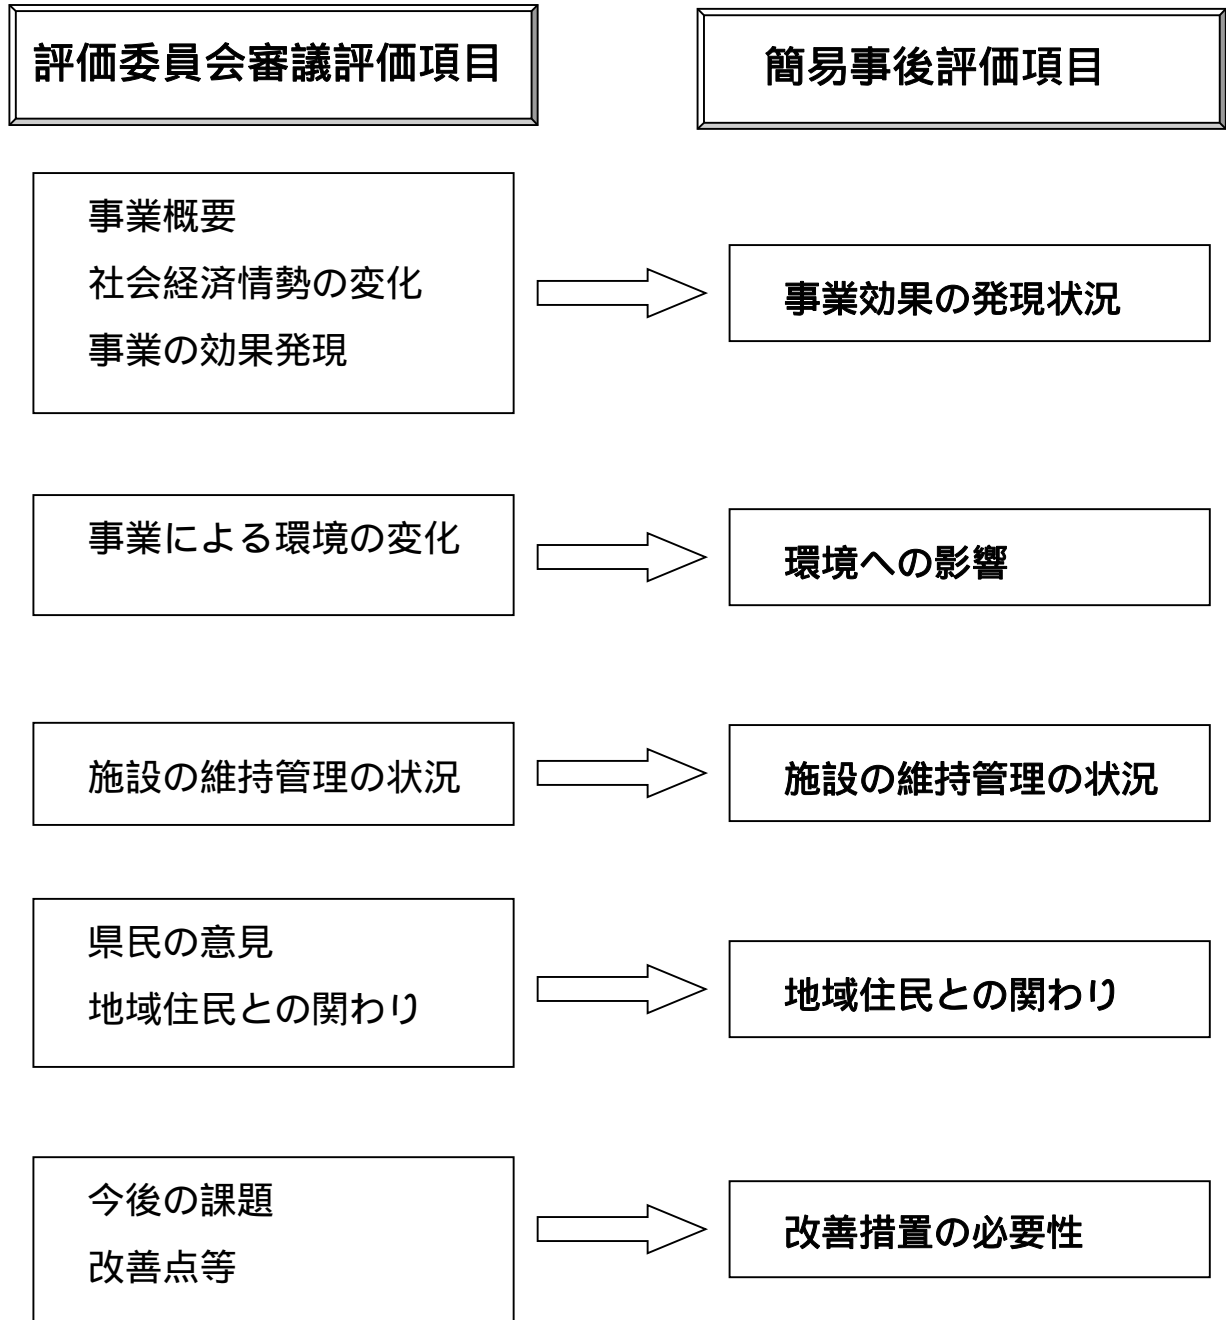 評価委員会審議評価項目
簡易事後評価項目
事業概要
社会経済情勢の変化
事業の効果発現
事業効果の発現状況
事業による環境の変化
環境への影響
施設の維持管理の状況
施設の維持管理の状況
県民の意見
地域住民との関わり
地域住民との関わり
今後の課題
改善点等
改善措置の必要性